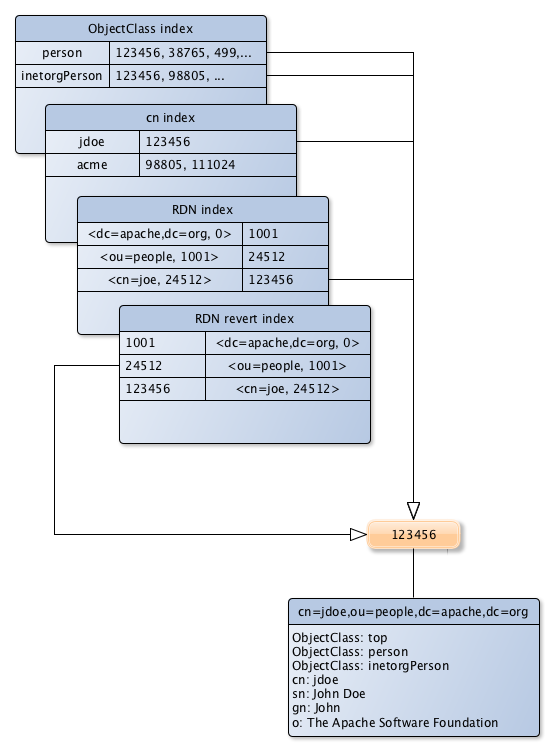 ObjectClass index
person 123456, 38765, 499,...
inetorgPerson 123456, 98805, ...
cn index
jdoe 123456
acme 98805, 111024
RDN index
<dc=apache,dc=org, 0> 1001
<ou=people, 1001> 24512
<cn=joe, 24512> 123456
RDN revert index
1001 <dc=apache,dc=org, 0>
24512 <ou=people, 1001>
123456 <cn=joe, 24512>
123456
cn=jdoe,ou=people,dc=apache,dc=org
ObjectClass: top
ObjectClass: person
ObjectClass: inetorgPerson
cn: jdoe
sn: John Doe
gn: John
o: The Apache Software Foundation